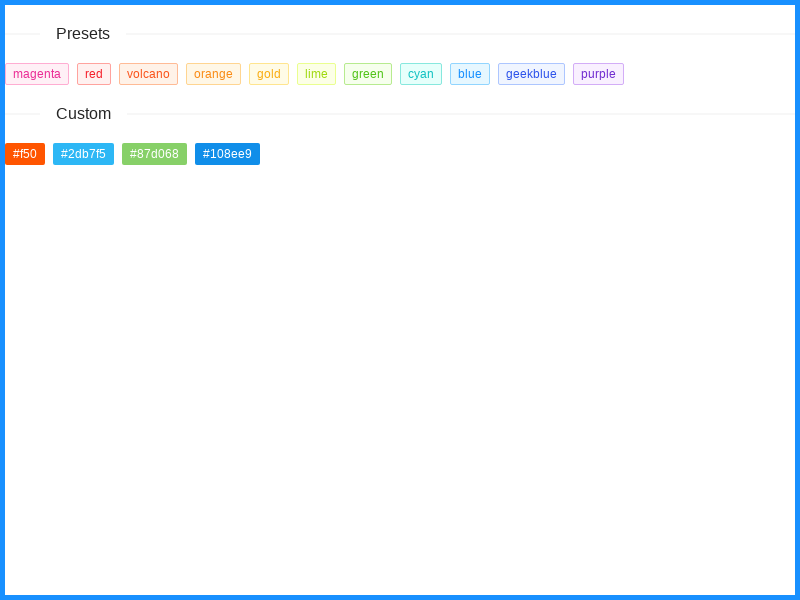 Presets
magenta red volcano orange gold lime green cyan blue geekblue purple
Custom
#f50 #2db7f5 #87d068 #108ee9